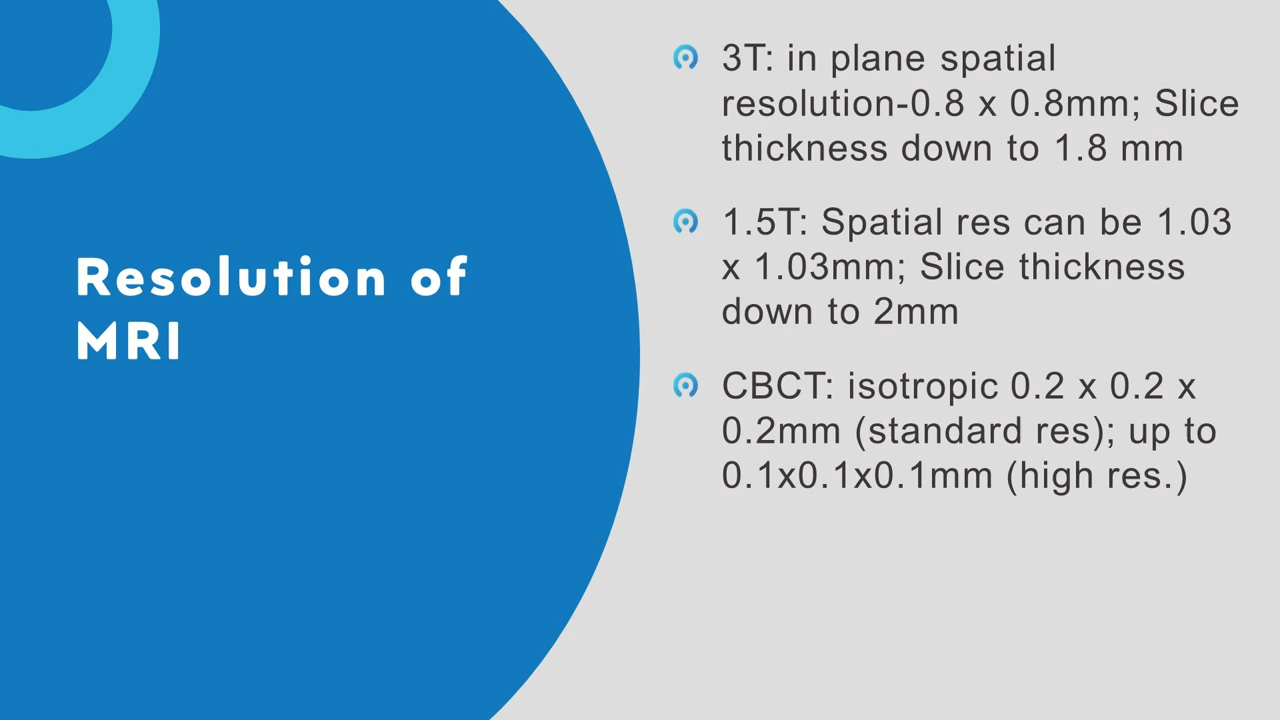 Resolution of
MRI
3T: in plane spatial
resolution-0.8 x 0.8mm; Slice
thickness down to 1.8 mm
1.5T: Spatial res can be 1.03
x 1.03mm; Slice thickness
down to 2mm
CBCT: isotropic 0.2 x 0.2 x
0.2mm (standard res); up to
0.1x0.1x0.1mm (high res.)